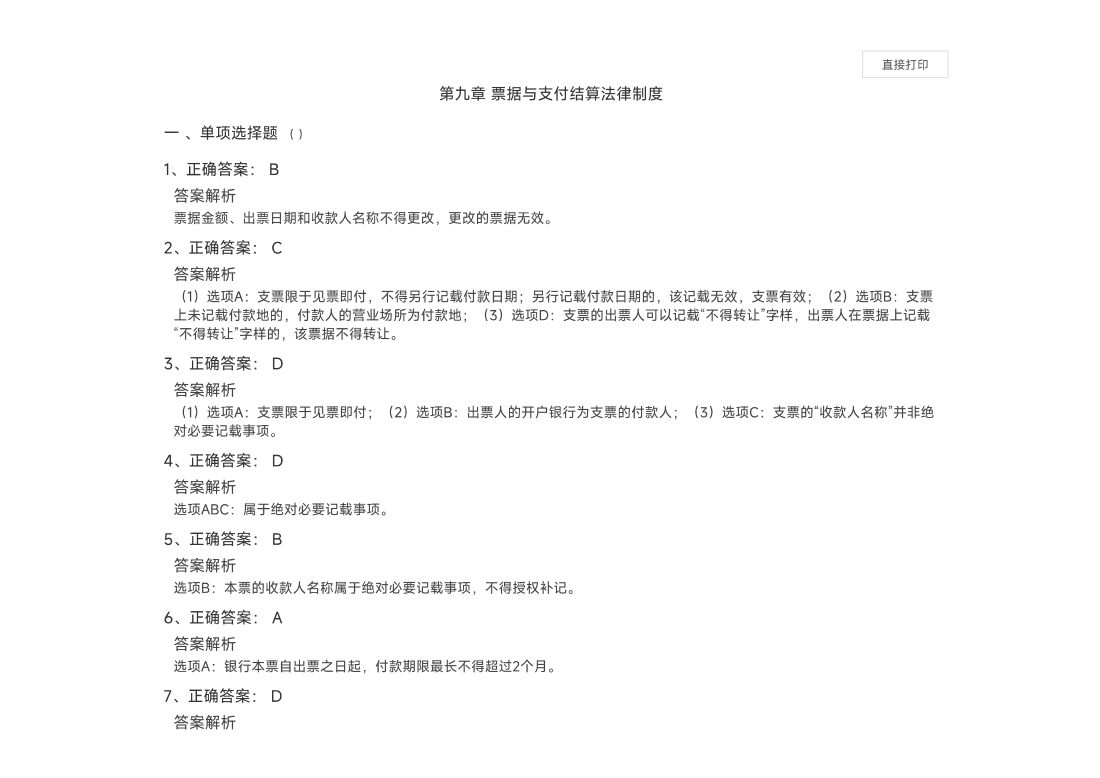 直接打印
第九章 票据与支付结算法律制度
一 、单项选择题 （ ）
1、正确答案： B
答案解析
票据金额、出票日期和收款人名称不得更改，更改的票据无效。
2、正确答案： C
答案解析
（1）选项A：支票限于见票即付，不得另行记载付款日期；另行记载付款日期的，该记载无效，支票有效；（2）选项B：支票
上未记载付款地的，付款人的营业场所为付款地；（3）选项D：支票的出票人可以记载“不得转让”字样，出票人在票据上记载
“不得转让”字样的，该票据不得转让。
3、正确答案： D
答案解析
（1）选项A：支票限于见票即付；（2）选项B：出票人的开户银行为支票的付款人；（3）选项C：支票的“收款人名称”并非绝
对必要记载事项。
4、正确答案： D
答案解析
选项ABC：属于绝对必要记载事项。
5、正确答案： B
答案解析
选项B：本票的收款人名称属于绝对必要记载事项，不得授权补记。
6、正确答案： A
答案解析
选项A：银行本票自出票之日起，付款期限最长不得超过2个月。
7、正确答案： D
答案解析